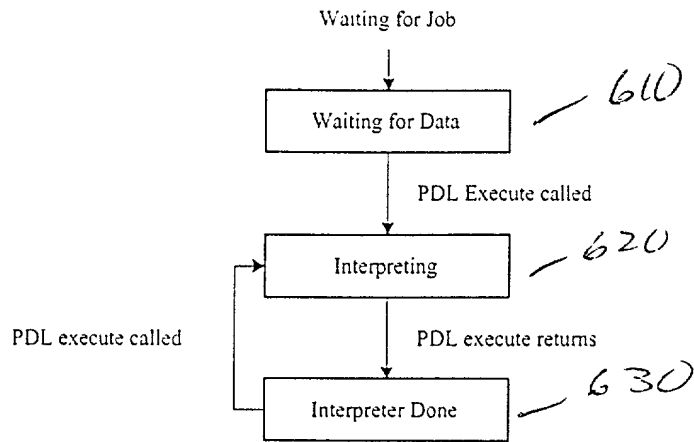 Waiting for Job
Waiting for Data
610
PDL Execute called
Interpreting
620
PDL execute called
PDL execute returns
Interpreter Done
630